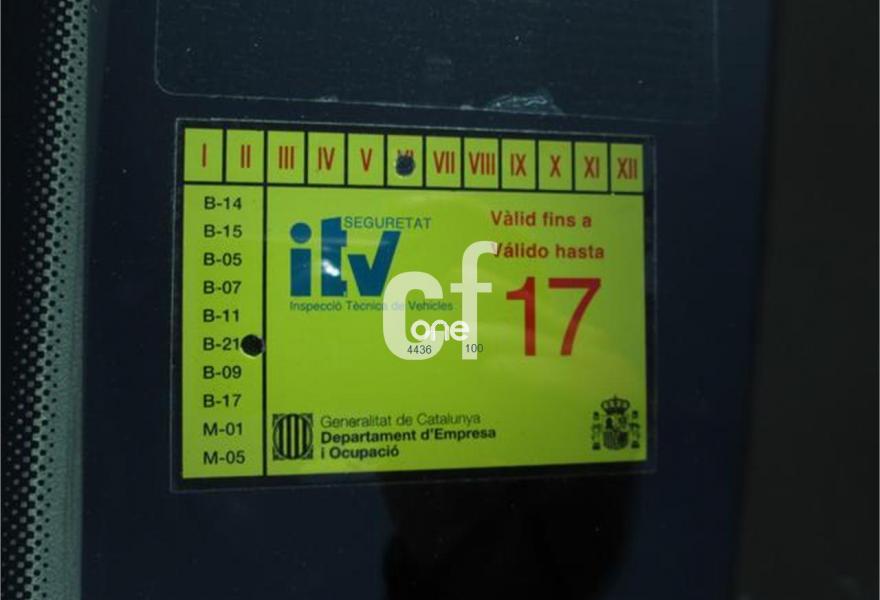 I II III IV V VI VII VIII IX X XI XII
B-14
B-15
B-05
B-07
B-11
B-21
B-09
B-17
M-01
M-05
SEGURETAT
itv
Inspecció Tècnica de Vehicles
Vàlid fins a
Válido hasta
17
cf
one
4436 100
Generalitat de Catalunya
Departament d'Empresa
i Ocupació